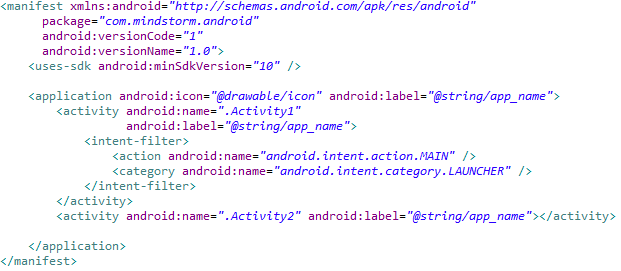 <manifest xmlns:android="http://schemas.android.com/apk/res/android"
      package="com.mindstorm.android"
      android:versionCode="1"
      android:versionName="1.0">
    <uses-sdk android:minSdkVersion="10" />

    <application android:icon="@drawable/icon" android:label="@string/app_name">
        <activity android:name=".Activity1"
                  android:label="@string/app_name">
            <intent-filter>
                <action android:name="android.intent.action.MAIN" />
                <category android:name="android.intent.category.LAUNCHER" />
            </intent-filter>
        </activity>
        <activity android:name=".Activity2" android:label="@string/app_name"></activity>

    </application>
</manifest>